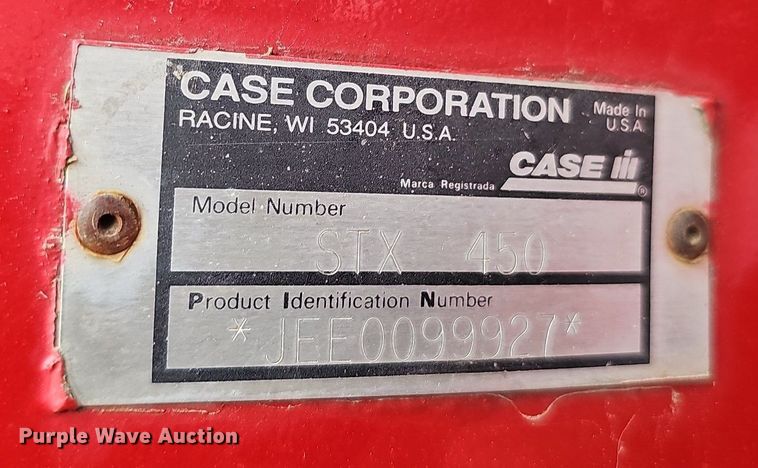 CASE CORPORATION
Made In
U.S.A.
RACINE, WI 53404 U.S.A.
CASE III
Marca Registrada
®
Model Number
STX 450
Product Identification Number
*JEE0099927*
Purple Wave Auction